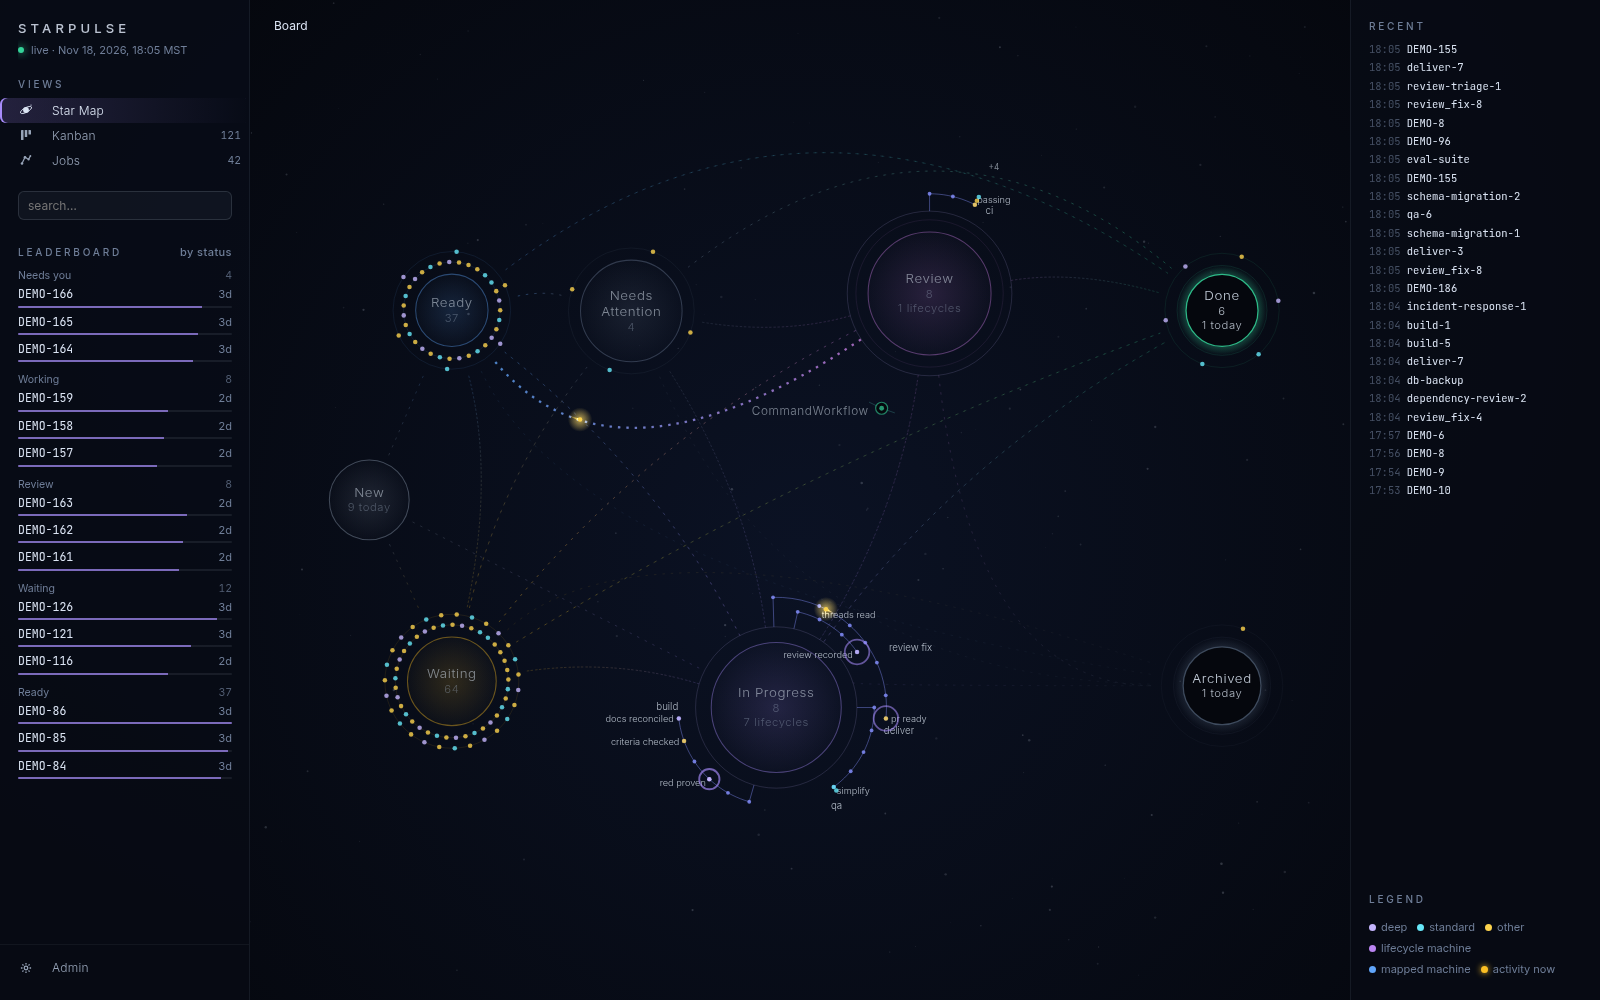 STARPULSE
live · Nov 18, 2026, 18:05 MST
VIEWS
Star Map
Kanban 121
Jobs 42
search...
LEADERBOARD by status
Needs you 4
DEMO-166 3d
DEMO-165 3d
DEMO-164 3d
Working 8
DEMO-159 2d
DEMO-158 2d
DEMO-157 2d
Review 8
DEMO-163 2d
DEMO-162 2d
DEMO-161 2d
Waiting 12
DEMO-126 3d
DEMO-121 3d
DEMO-116 2d
Ready 37
DEMO-86 3d
DEMO-85 3d
DEMO-84 3d
Admin
Board
+4
passing
ci
Ready
37
Needs
Attention
4
Review
8
1 lifecycles
Done
6
1 today
CommandWorkflow
New
9 today
threads read
review recorded
review fix
Waiting
64
In Progress
8
7 lifecycles
build
docs reconciled
criteria checked
red proven
pr ready
deliver
simplify
qa
Archived
1 today
RECENT
18:05 DEMO-155
18:05 deliver-7
18:05 review-triage-1
18:05 review_fix-8
18:05 DEMO-8
18:05 DEMO-96
18:05 eval-suite
18:05 DEMO-155
18:05 schema-migration-2
18:05 qa-6
18:05 schema-migration-1
18:05 deliver-3
18:05 review_fix-8
18:05 DEMO-186
18:04 incident-response-1
18:04 build-1
18:04 build-5
18:04 deliver-7
18:04 db-backup
18:04 dependency-review-2
18:04 review_fix-4
17:57 DEMO-6
17:56 DEMO-8
17:54 DEMO-9
17:53 DEMO-10
LEGEND
deep standard other
lifecycle machine
mapped machine activity now